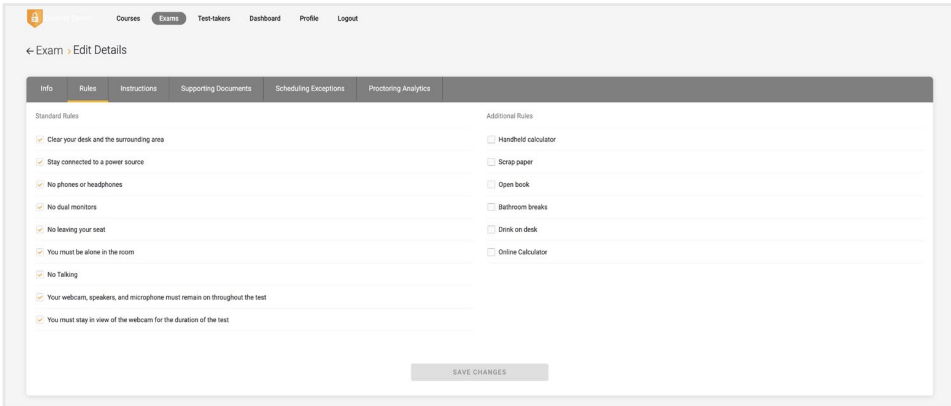 Courses Exams Test-takers Dashboard Profile Logout
Exam › Edit Details
Info Rules Instructions Supporting Documents Scheduling Exceptions Proctoring Analytics
Standard Rules
Clear your desk and the surrounding area
Stay connected to a power source
No phones or headphones
No dual monitors
No leaving your seat
You must be alone in the room
No Talking
Your webcam, speakers, and microphone must remain on throughout the test
You must stay in view of the webcam for the duration of the test
Additional Rules
Handheld calculator
Scrap paper
Open book
Bathroom breaks
Drink on desk
Online Calculator
SAVE CHANGES